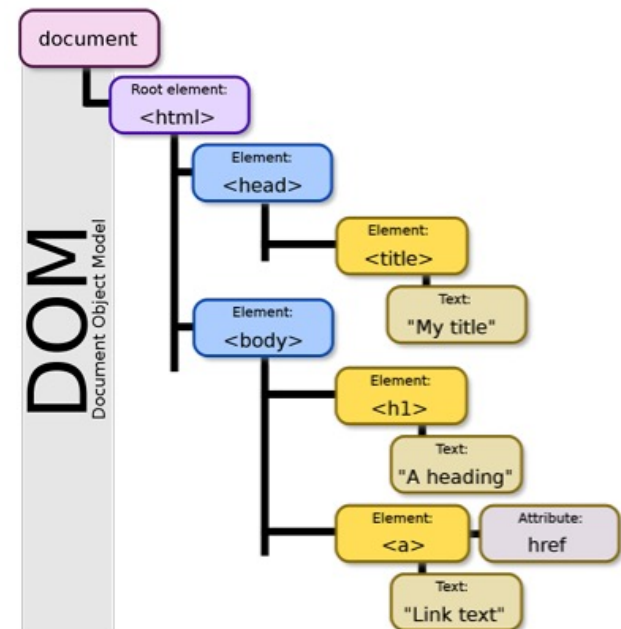 document
Root element:
<html>
Element:
<head>
Element:
<title>
Text:
"My title"
Element:
<body>
Element:
<h1>
Text:
"A heading"
Element:
<a>
Attribute:
href
Text:
"Link text"
DOM
Document Object Model